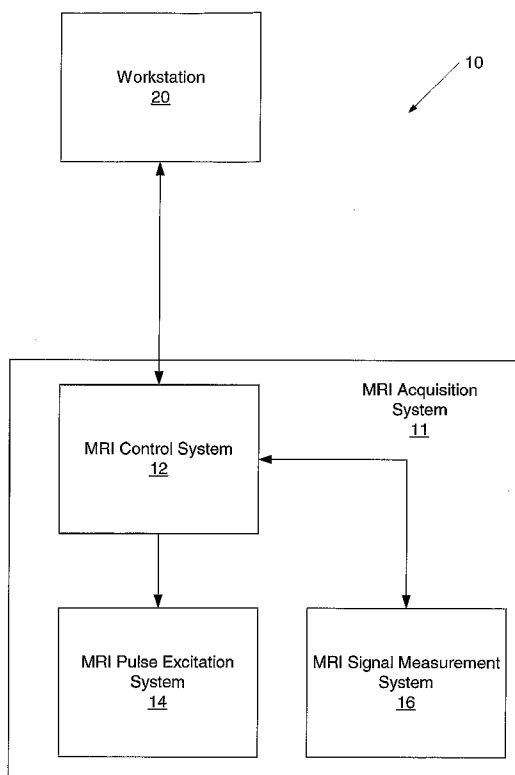 Workstation
20
10
MRI Acquisition
System
11
MRI Control System
12
MRI Pulse Excitation
System
14
MRI Signal Measurement
System
16